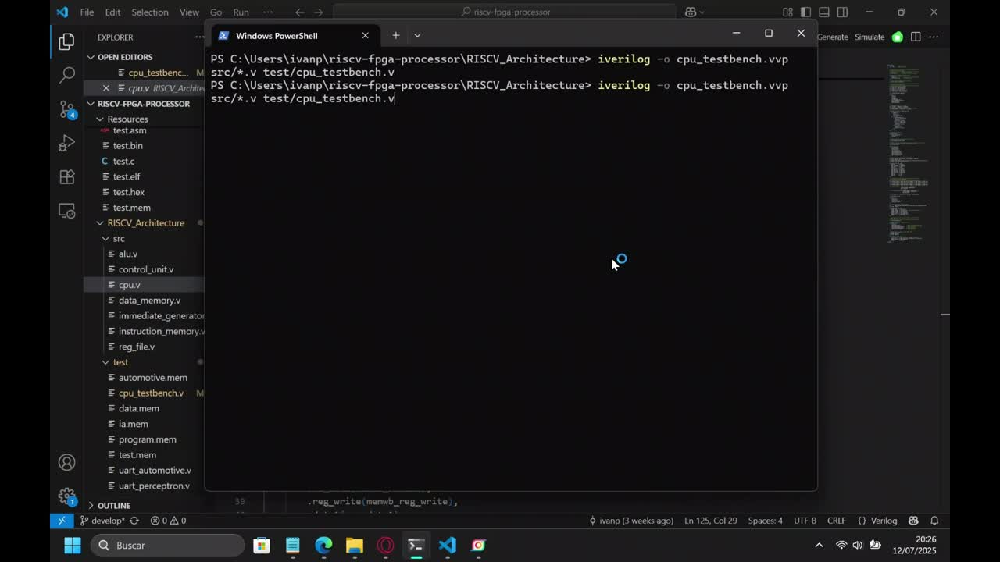 File Edit Selection View Go Run ··· riscv-fpga-processor
EXPLORER ···
Windows PowerShell
Generate Simulate ···
OPEN EDITORS
cpu_testbenc... M
cpu.v RISCV_Archite
RISCV-FPGA-PROCESSOR
Resources
test.asm
test.bin
C test.c
test.elf
test.hex
test.mem
RISCV_Architecture
src
alu.v
control_unit.v
cpu.v
data_memory.v
immediate_generator
instruction_memory.v
reg_file.v
test
automotive.mem
cpu_testbench.v M
data.mem
ia.mem
program.mem
test.mem
uart_automotive.v
uart_perceptron.v
OUTLINE
4
1
PS C:\Users\ivanp\riscv-fpga-processor\RISCV_Architecture> iverilog -o cpu_testbench.vvp
src/*.v test/cpu_testbench.v
PS C:\Users\ivanp\riscv-fpga-processor\RISCV_Architecture> iverilog -o cpu_testbench.vvp
src/*.v test/cpu_testbench.v
39 .reg_write(memwb_reg_write),
develop* 0 0 ivanp (3 weeks ago) Ln 125, Col 29 Spaces: 4 UTF-8 CRLF {} Verilog
Buscar
20:26
12/07/2025